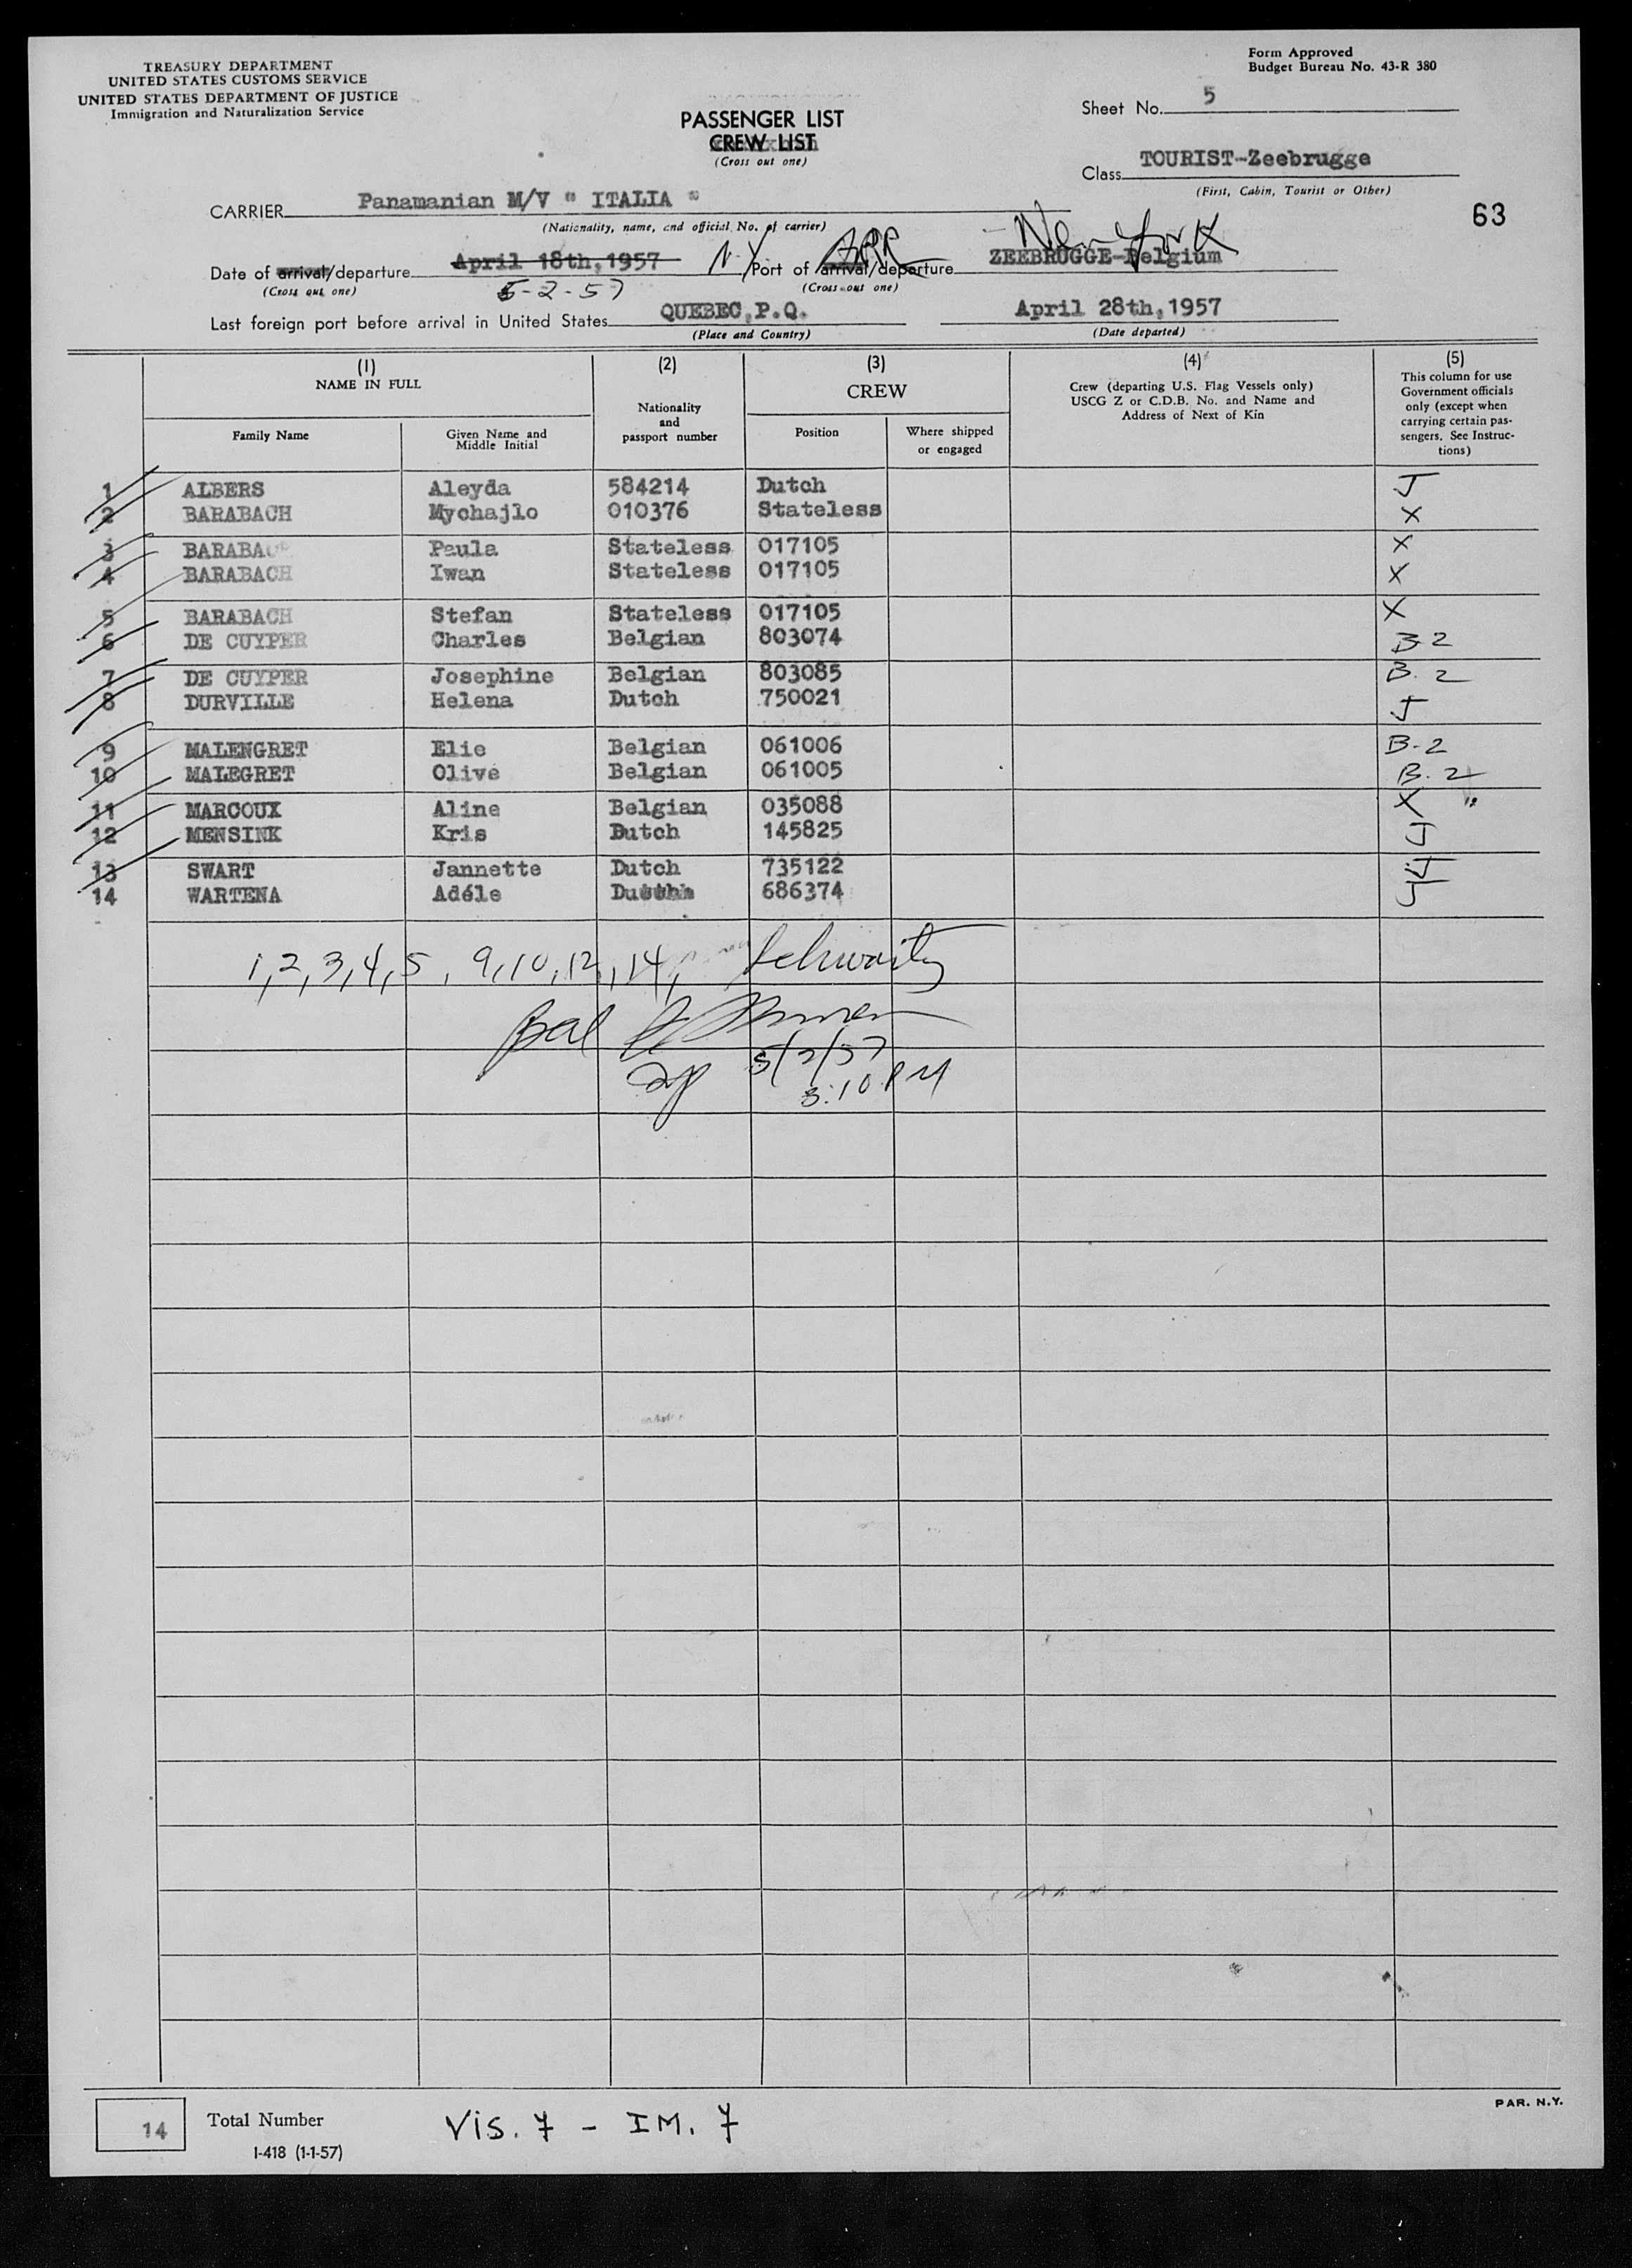 TREASURY DEPARTMENT
UNITED STATES CUSTOMS SERVICE
UNITED STATES DEPARTMENT OF JUSTICE
Immigration and Naturalization Service
Form Approved
Budget Bureau No. 43-R 380
Sheet No. 5
PASSENGER LIST
CREW LIST
(Cross out one)
Class TOURIST-Zeebrugge
(First, Cabin, Tourist or Other)
63
CARRIER Panamanian M/V " ITALIA "
(Nationality, name, and official No. of carrier)
New York
Date of arrival/departure April 18th,1957 N.Y Port of arrival/departure ARR ZEEBRUGGE-Belgium
(Cross out one) 5-2-57 (Cross out one)
Last foreign port before arrival in United States QUEBEC,P.Q. April 28th,1957
(Place and Country) (Date departed)
(1) NAME IN FULL
Family Name
Given Name and Middle Initial
(2) Nationality and passport number
(3) CREW
Position
Where shipped or engaged
(4) Crew (departing U.S. Flag Vessels only) USCG Z or C.D.B. No. and Name and Address of Next of Kin
(5) This column for use Government officials only (except when carrying certain passengers. See Instructions)
1 ALBERS Aleyda 584214 Dutch J
2 BARABACH Mychajlo 010376 Stateless X
3 BARABAC Paula Stateless 017105 X
4 BARABACH Iwan Stateless 017105 X
5 BARABACH Stefan Stateless 017105 X
6 DE CUYPER Charles Belgian 803074 B-2
7 DE CUYPER Josephine Belgian 803085 B.2
8 DURVILLE Helena Dutch 750021 J
9 MALENGRET Elie Belgian 061006 B-2
10 MALEGRET Olive Belgian 061005 B.2
11 MARCOUX Aline Belgian 035088 X
12 MENSINK Kris Dutch 145825 J
13 SWART Jannette Dutch 735122
14 WARTENA Adéle 686374 J
1,2,3,4,5, 9,10,12,14, Schwartz
Bal
5/2/57
3:10 PM
14 Total Number
I-418 (1-1-57)
Vis. 7 - IM. 7
PAR. N.Y.